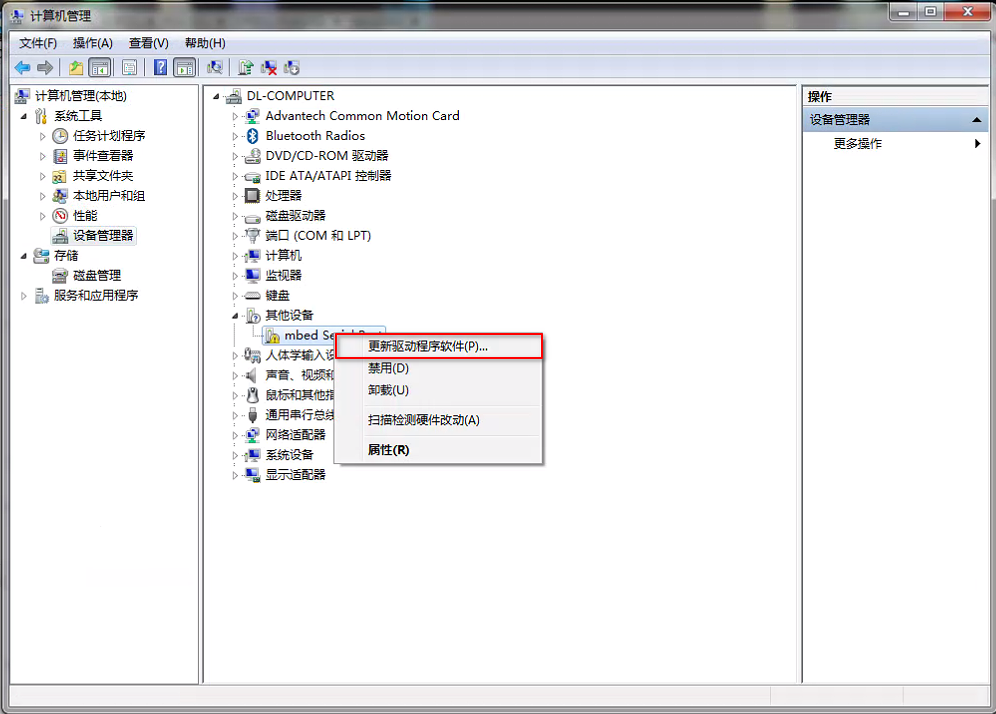 计算机管理
文件(F) 操作(A) 查看(V) 帮助(H)
计算机管理(本地)
系统工具
任务计划程序
事件查看器
共享文件夹
本地用户和组
性能
设备管理器
存储
磁盘管理
服务和应用程序
DL-COMPUTER
Advantech Common Motion Card
Bluetooth Radios
DVD/CD-ROM 驱动器
IDE ATA/ATAPI 控制器
处理器
磁盘驱动器
端口 (COM 和 LPT)
计算机
监视器
键盘
其他设备
mbed Serial Port
人体学输入设
声音、视频和
鼠标和其他指
通用串行总线
网络适配器
系统设备
显示适配器
更新驱动程序软件(P)...
禁用(D)
卸载(U)
扫描检测硬件改动(A)
属性(R)
操作
设备管理器
更多操作